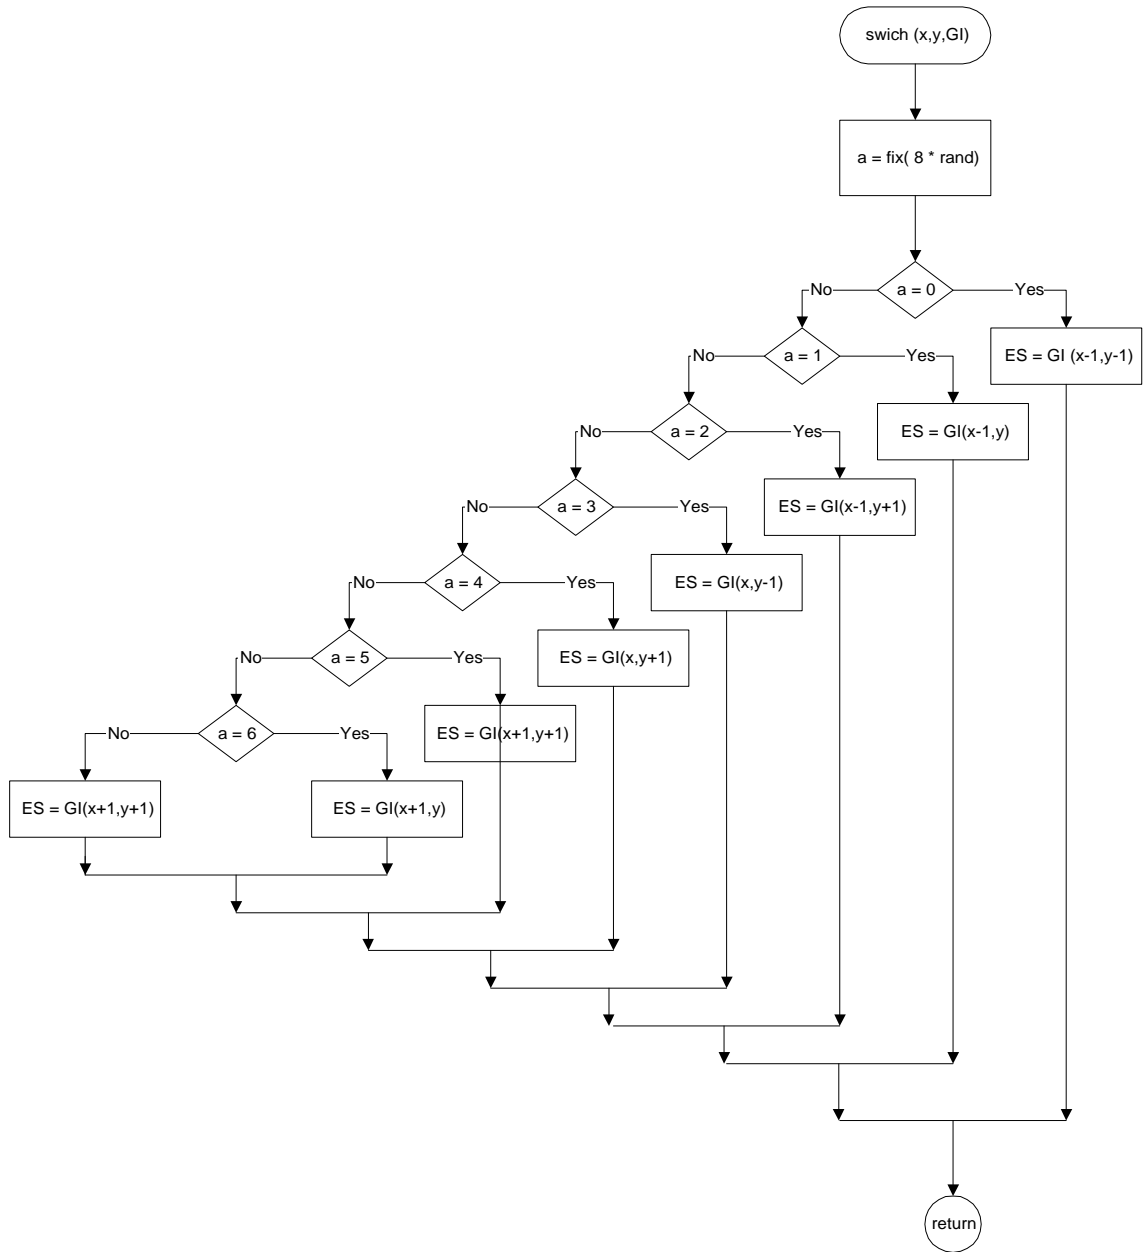 swich (x,y,GI)
a = fix( 8 * rand)
No
a = 0
Yes
ES = GI (x-1,y-1)
No
a = 1
Yes
ES = GI(x-1,y)
No
a = 2
Yes
ES = GI(x-1,y+1)
No
a = 3
Yes
ES = GI(x,y-1)
No
a = 4
Yes
ES = GI(x,y+1)
No
a = 5
Yes
ES = GI(x+1,y+1)
No
a = 6
Yes
ES = GI(x+1,y+1)
ES = GI(x+1,y)
return